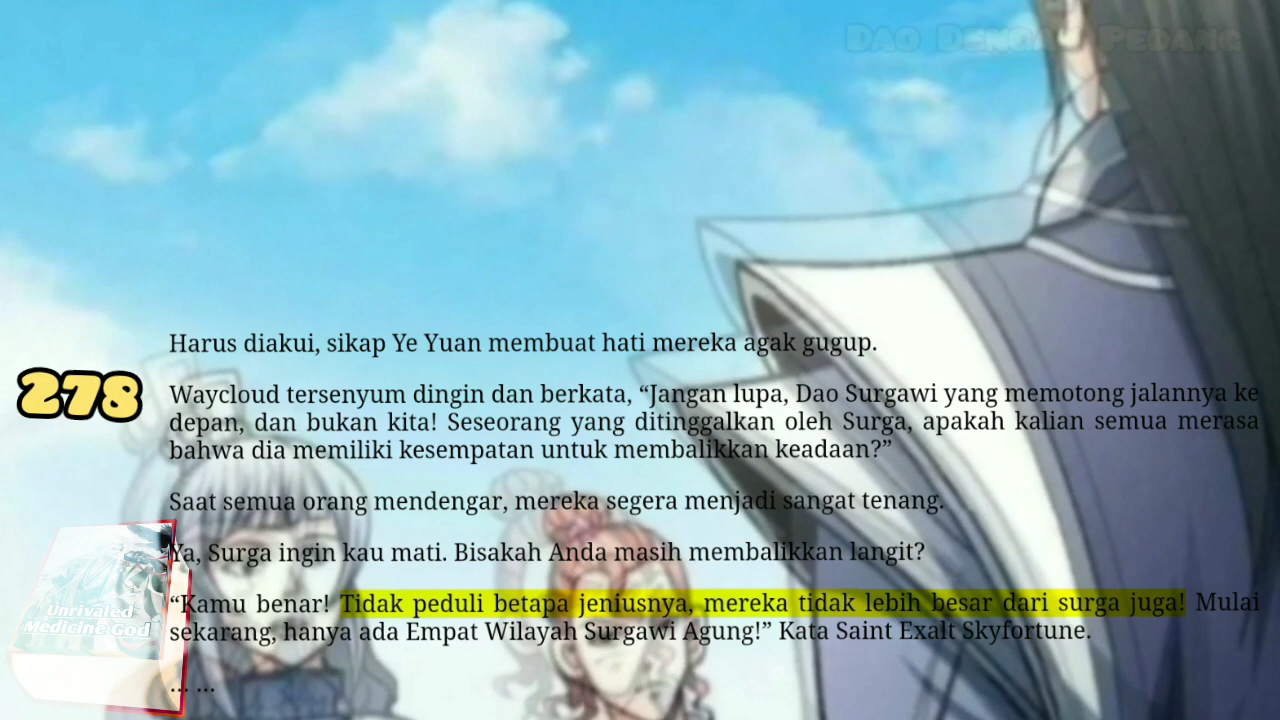 Dao Dengan Pedang
Harus diakui, sikap Ye Yuan membuat hati mereka agak gugup.
278
Waycloud tersenyum dingin dan berkata, “Jangan lupa, Dao Surgawi yang memotong jalannya ke
depan, dan bukan kita! Seseorang yang ditinggalkan oleh Surga, apakah kalian semua merasa
bahwa dia memiliki kesempatan untuk membalikkan keadaan?”
Saat semua orang mendengar, mereka segera menjadi sangat tenang.
Ya, Surga ingin kau mati. Bisakah Anda masih membalikkan langit?
“Kamu benar! Tidak peduli betapa jeniusnya, mereka tidak lebih besar dari surga juga! Mulai
sekarang, hanya ada Empat Wilayah Surgawi Agung!” Kata Saint Exalt Skyfortune.
... ...
Unrivaled
Medicine God